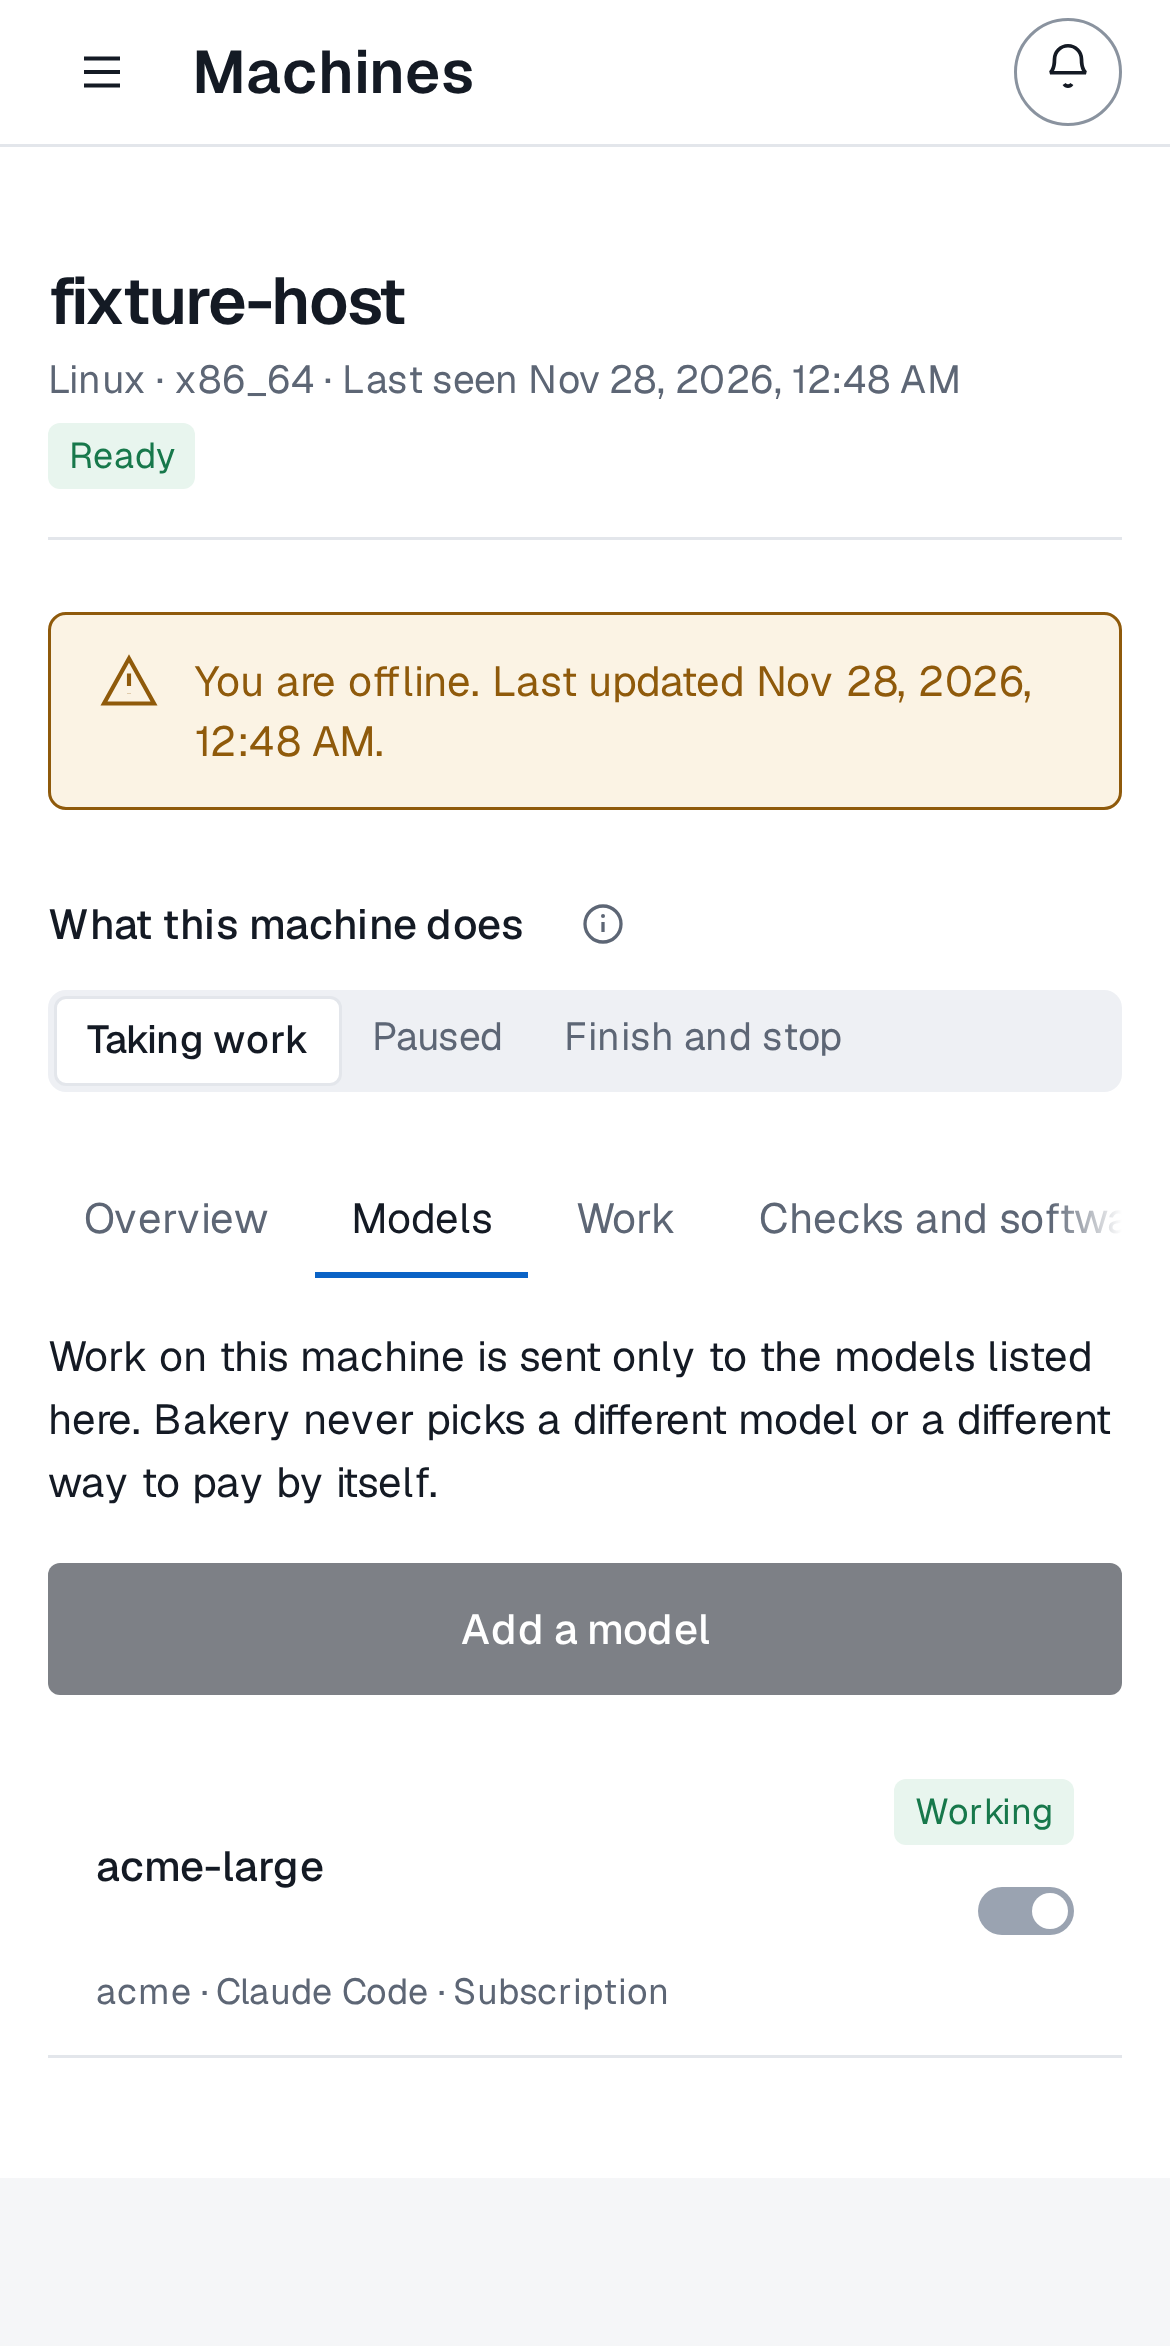 Machines
fixture-host
Linux · x86_64 · Last seen Nov 28, 2026, 12:48 AM
Ready
You are offline. Last updated Nov 28, 2026,
12:48 AM.
What this machine does
Taking work Paused Finish and stop
Overview Models Work Checks and softwa
Work on this machine is sent only to the models listed
here. Bakery never picks a different model or a different
way to pay by itself.
Add a model
Working
acme-large
acme · Claude Code · Subscription